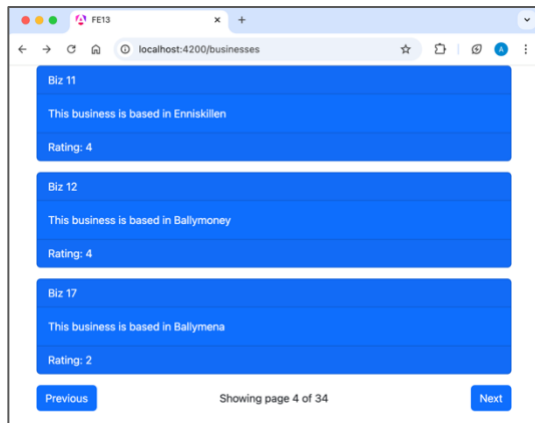 FE13
localhost:4200/businesses
A
Biz 11
This business is based in Enniskillen
Rating: 4
Biz 12
This business is based in Ballymoney
Rating: 4
Biz 17
This business is based in Ballymena
Rating: 2
Previous Showing page 4 of 34 Next